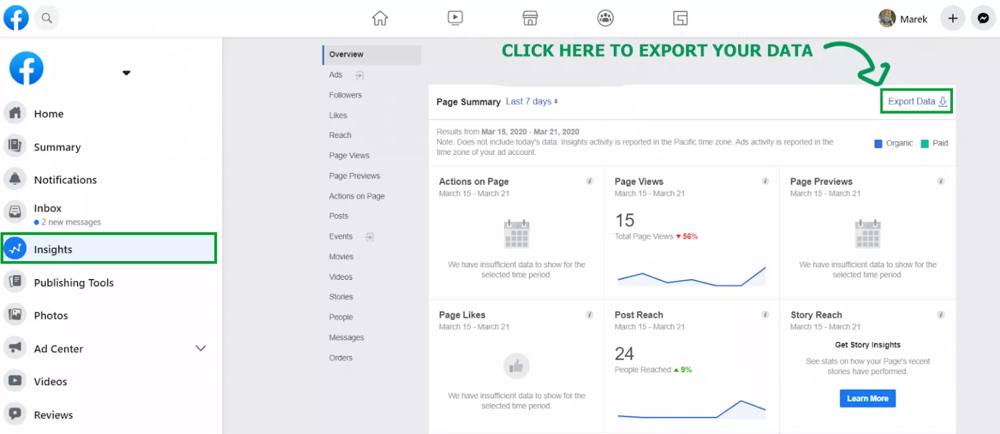 Marek
Home
Summary
Notifications
Inbox
2 new messages
Insights
Publishing Tools
Photos
Ad Center
Videos
Reviews
Overview
Ads
Followers
Likes
Reach
Page Views
Page Previews
Actions on Page
Posts
Events
Movies
Videos
Stories
People
Messages
Orders
CLICK HERE TO EXPORT YOUR DATA
Page Summary Last 7 days
Export Data
Results from Mar 15, 2020 - Mar 21, 2020
Note: Does not include today's data. Insights activity is reported in the Pacific time zone. Ads activity is reported in the
time zone of your ad account.
Organic Paid
Actions on Page
March 15 - March 21
We have insufficient data to show for the
selected time period.
Page Views
March 15 - March 21
15
Total Page Views 56%
Page Previews
March 15 - March 21
We have insufficient data to show for the
selected time period.
Page Likes
March 15 - March 21
We have insufficient data to show for the
selected time period.
Post Reach
March 15 - March 21
24
People Reached 9%
Story Reach
March 15 - March 21
Get Story Insights
See stats on how your Page's recent
stories have performed.
Learn More